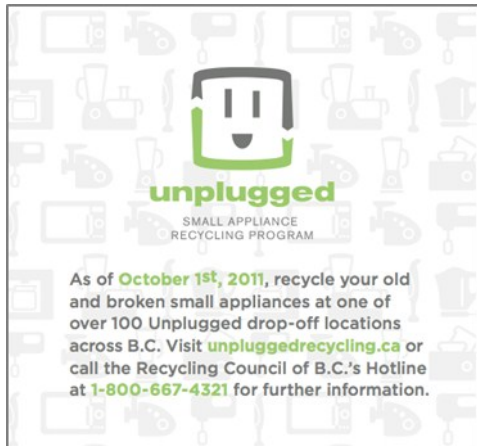 unplugged
SMALL APPLIANCE
RECYCLING PROGRAM
As of October 1st, 2011, recycle your old
and broken small appliances at one of
over 100 Unplugged drop-off locations
across B.C. Visit unpluggedrecycling.ca or
call the Recycling Council of B.C.'s Hotline
at 1-800-667-4321 for further information.